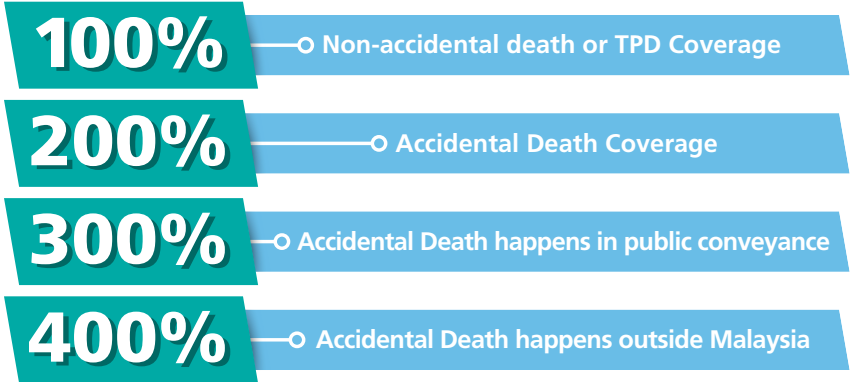 100% Non-accidental death or TPD Coverage
200% Accidental Death Coverage
300% Accidental Death happens in public conveyance
400% Accidental Death happens outside Malaysia